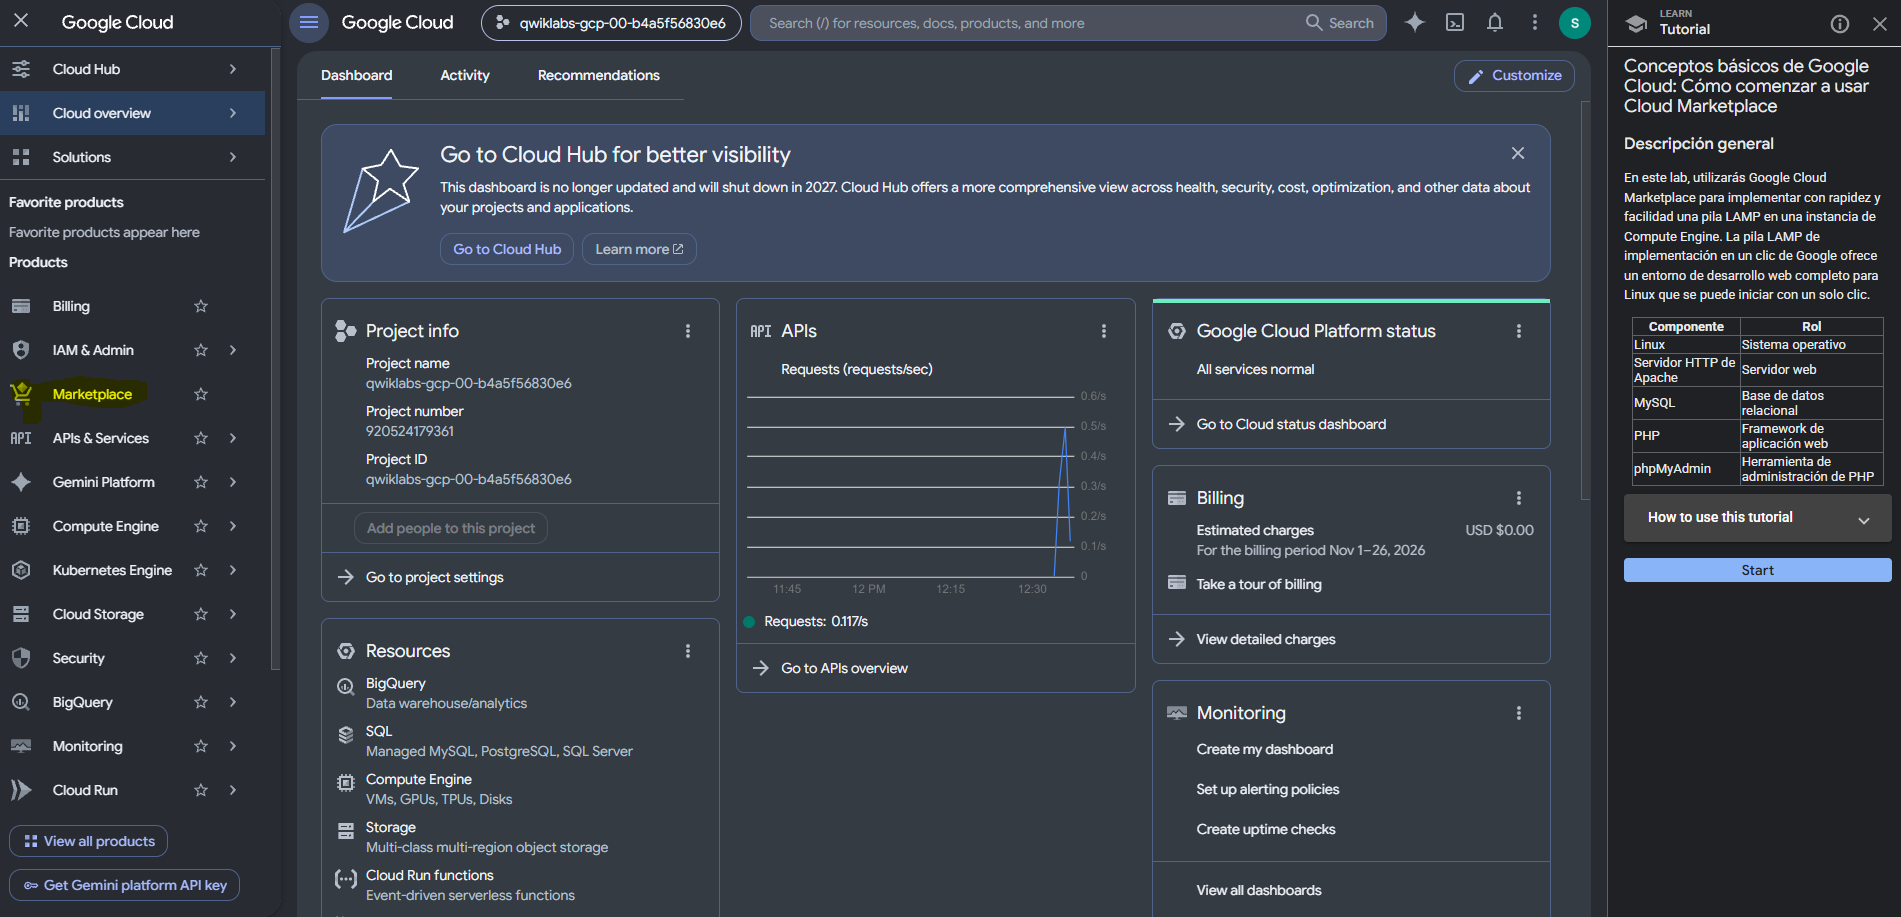 Google Cloud
Cloud Hub
Cloud overview
Solutions
Favorite products
Favorite products appear here
Products
Billing
IAM & Admin
Marketplace
API APIs & Services
Gemini Platform
Compute Engine
Kubernetes Engine
Cloud Storage
Security
BigQuery
Monitoring
Cloud Run
View all products
Get Gemini platform API key
Google Cloud
qwiklabs-gcp-00-b4a5f56830e6
Search (/) for resources, docs, products, and more
Search
S
Dashboard
Activity
Recommendations
Customize
Go to Cloud Hub for better visibility
This dashboard is no longer updated and will shut down in 2027. Cloud Hub offers a more comprehensive view across health, security, cost, optimization, and other data about
your projects and applications.
Go to Cloud Hub
Learn more
Project info
Project name
qwiklabs-gcp-00-b4a5f56830e6
Project number
920524179361
Project ID
qwiklabs-gcp-00-b4a5f56830e6
Add people to this project
Go to project settings
Resources
BigQuery
Data warehouse/analytics
SQL
Managed MySQL, PostgreSQL, SQL Server
Compute Engine
VMs, GPUs, TPUs, Disks
Storage
Multi-class multi-region object storage
Cloud Run functions
Event-driven serverless functions
API APIs
Requests (requests/sec)
0.6/s
0.5/s
0.4/s
0.3/s
0.2/s
0.1/s
0
11:45
12 PM
12:15
12:30
Requests: 0.117/s
Go to APIs overview
Google Cloud Platform status
All services normal
Go to Cloud status dashboard
Billing
Estimated charges
USD $0.00
For the billing period Nov 1–26, 2026
Take a tour of billing
View detailed charges
Monitoring
Create my dashboard
Set up alerting policies
Create uptime checks
View all dashboards
LEARN
Tutorial
Conceptos básicos de Google
Cloud: Cómo comenzar a usar
Cloud Marketplace
Descripción general
En este lab, utilizarás Google Cloud
Marketplace para implementar con rapidez y
facilidad una pila LAMP en una instancia de
Compute Engine. La pila LAMP de
implementación en un clic de Google ofrece
un entorno de desarrollo web completo para
Linux que se puede iniciar con un solo clic.
Componente
Rol
Linux
Sistema operativo
Servidor HTTP de
Apache
Servidor web
MySQL
Base de datos
relacional
PHP
Framework de
aplicación web
phpMyAdmin
Herramienta de
administración de PHP
How to use this tutorial
Start